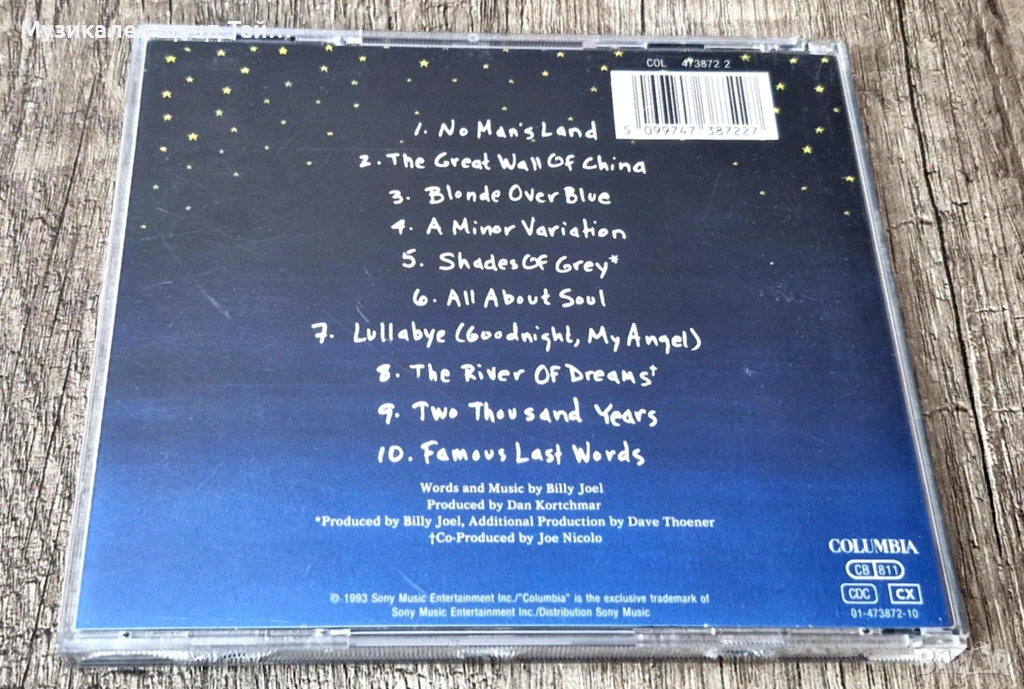 Музикален
COL 473872 2
5 099747 387227
1. No Man's Land
2. The Great Wall Of China
3. Blonde Over Blue
4. A Minor Variation
5. Shades Of Grey*
6. All About Soul
7. Lullabye (Goodnight, My Angel)
8. The River Of Dreams†
9. Two Thousand Years
10. Famous Last Words
Words and Music by Billy Joel
Produced by Dan Kortchmar
*Produced by Billy Joel, Additional Production by Dave Thoener
†Co-Produced by Joe Nicolo
COLUMBIA
CB 811
CDC CX
01-473872-10
© 1993 Sony Music Entertainment Inc./"Columbia" is the exclusive trademark of
Sony Music Entertainment Inc./Distribution Sony Music